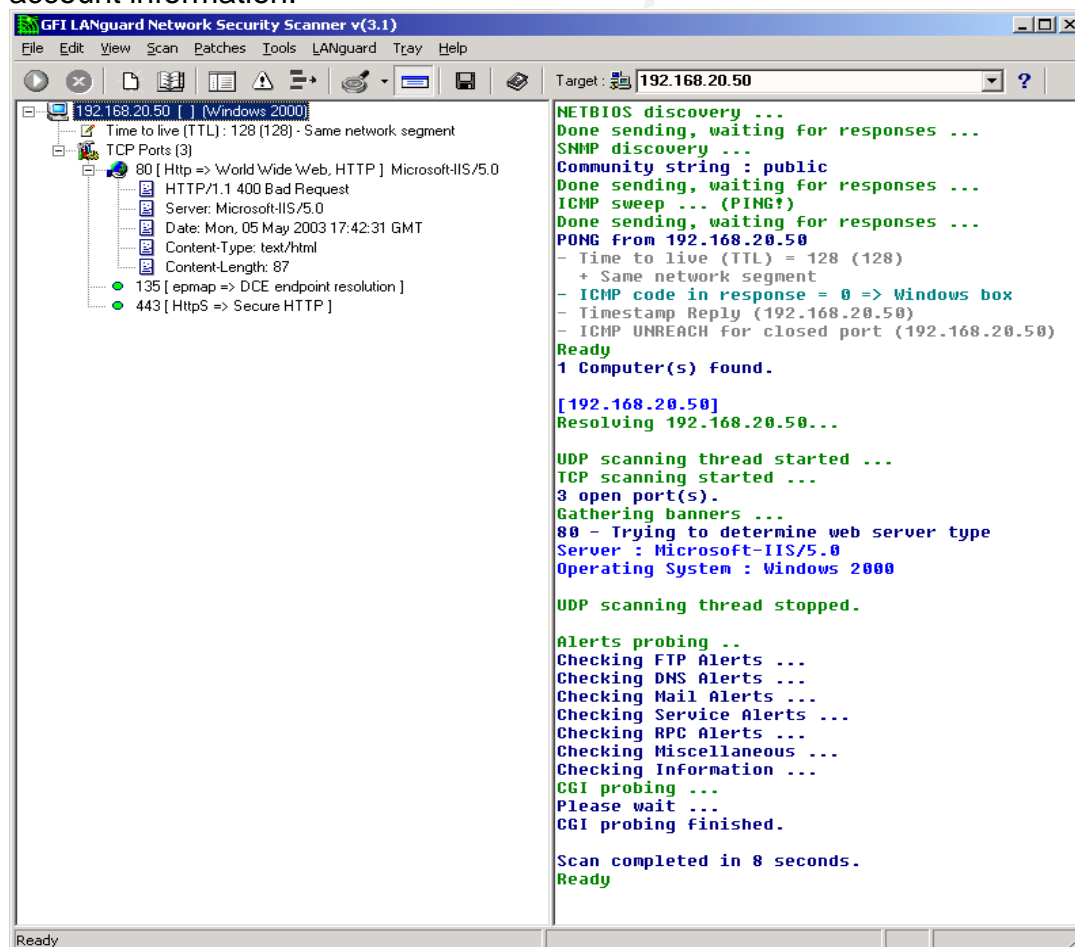 account information.
GFI LANguard Network Security Scanner v(3.1)
File Edit View Scan Patches Tools LANguard Tray Help
Target : 192.168.20.50
192.168.20.50 [ ] (Windows 2000)
Time to live (TTL) : 128 (128) - Same network segment
TCP Ports (3)
80 [ Http => World Wide Web, HTTP ] Microsoft-IIS/5.0
HTTP/1.1 400 Bad Request
Server: Microsoft-IIS/5.0
Date: Mon, 05 May 2003 17:42:31 GMT
Content-Type: text/html
Content-Length: 87
135 [ epmap => DCE endpoint resolution ]
443 [ HttpS => Secure HTTP ]
NETBIOS discovery ...
Done sending, waiting for responses ...
SNMP discovery ...
Community string : public
Done sending, waiting for responses ...
ICMP sweep ... (PING!)
Done sending, waiting for responses ...
PONG from 192.168.20.50
- Time to live (TTL) = 128 (128)
+ Same network segment
- ICMP code in response = 0 => Windows box
- Timestamp Reply (192.168.20.50)
- ICMP UNREACH for closed port (192.168.20.50)
Ready
1 Computer(s) found.
[192.168.20.50]
Resolving 192.168.20.50...
UDP scanning thread started ...
TCP scanning started ...
3 open port(s).
Gathering banners ...
80 - Trying to determine web server type
Server : Microsoft-IIS/5.0
Operating System : Windows 2000
UDP scanning thread stopped.
Alerts probing ..
Checking FTP Alerts ...
Checking DNS Alerts ...
Checking Mail Alerts ...
Checking Service Alerts ...
Checking RPC Alerts ...
Checking Miscellaneous ...
Checking Information ...
CGI probing ...
Please wait ...
CGI probing finished.
Scan completed in 8 seconds.
Ready
Ready